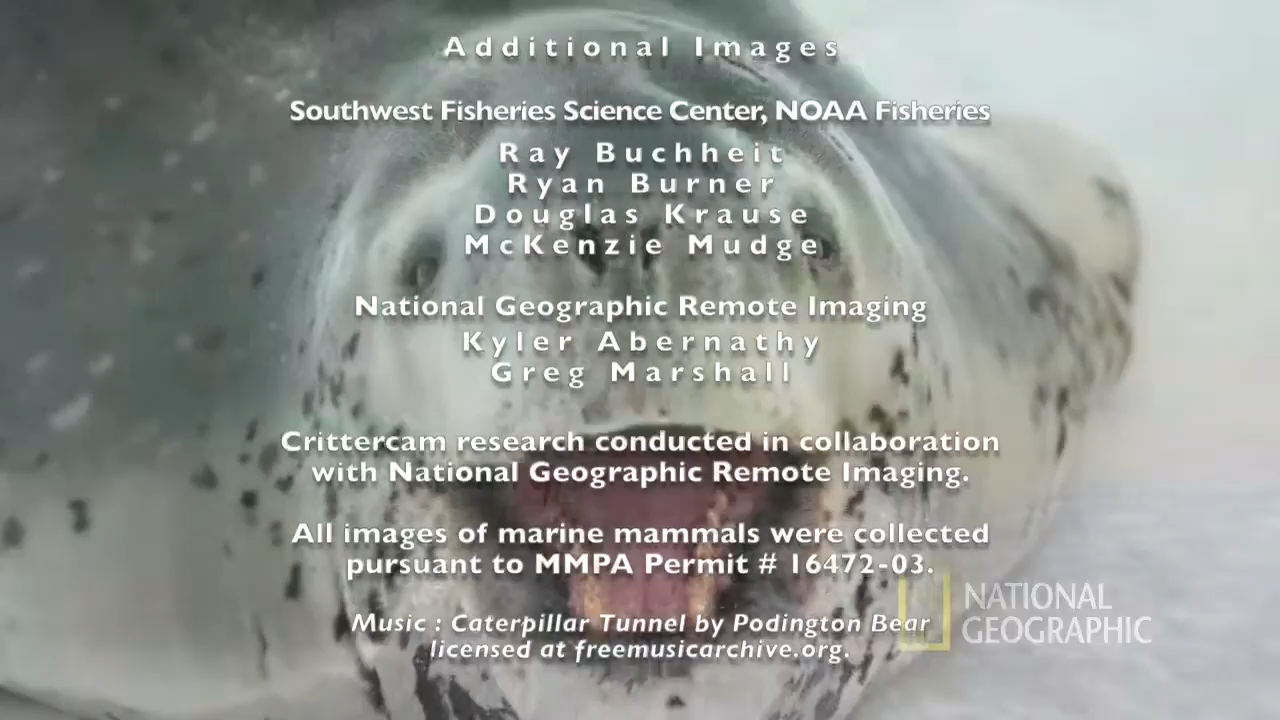 Additional Images
Southwest Fisheries Science Center, NOAA Fisheries
Ray Buchheit
Ryan Burner
Douglas Krause
McKenzie Mudge
National Geographic Remote Imaging
Kyler Abernathy
Greg Marshall
Crittercam research conducted in collaboration
with National Geographic Remote Imaging.
All images of marine mammals were collected
pursuant to MMPA Permit # 16472-03.
Music : Caterpillar Tunnel by Podington Bear
licensed at freemusicarchive.org.
NATIONAL
GEOGRAPHIC